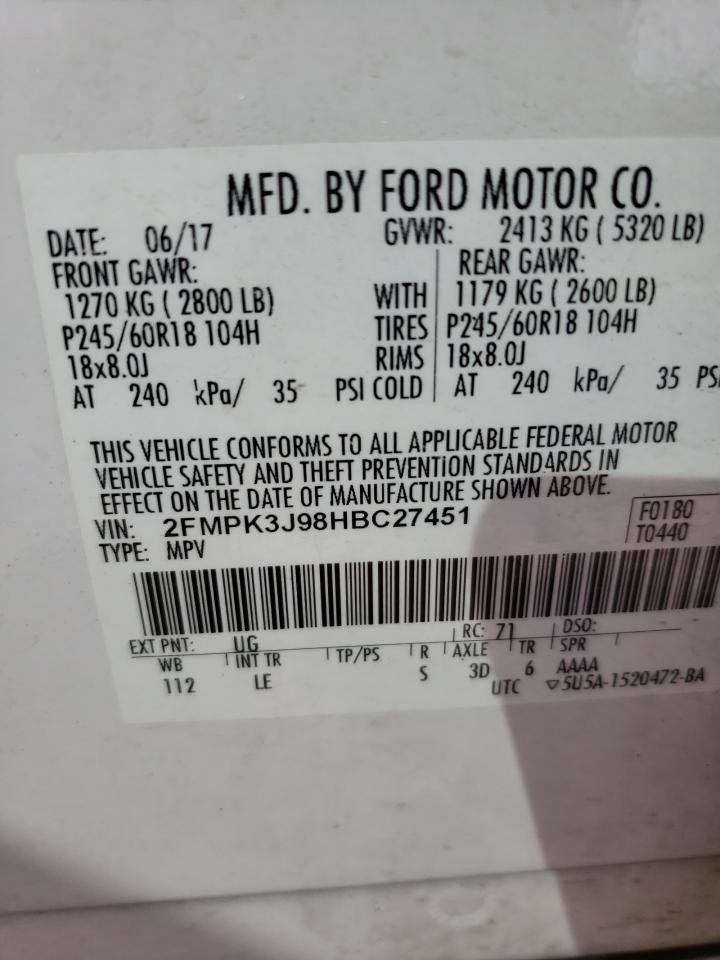 MFD. BY FORD MOTOR CO.
DATE: 06/17 GVWR: 2413 KG ( 5320 LB)
FRONT GAWR: REAR GAWR:
1270 KG ( 2800 LB) WITH 1179 KG ( 2600 LB)
P245/60R18 104H TIRES P245/60R18 104H
18x8.0J RIMS 18x8.0J
AT 240 kPa/ 35 PSI COLD AT 240 kPa/ 35 PSI
THIS VEHICLE CONFORMS TO ALL APPLICABLE FEDERAL MOTOR
VEHICLE SAFETY AND THEFT PREVENTION STANDARDS IN
EFFECT ON THE DATE OF MANUFACTURE SHOWN ABOVE.
VIN: 2FMPK3J98HBC27451 F0180
TYPE: MPV T0440
EXT PNT: UG RC: 71 DSO:
WB INT TR TP/PS R AXLE TR SPR
112 LE S 3D 6 AAAA
UTC ▽5U5A-1520472-BA